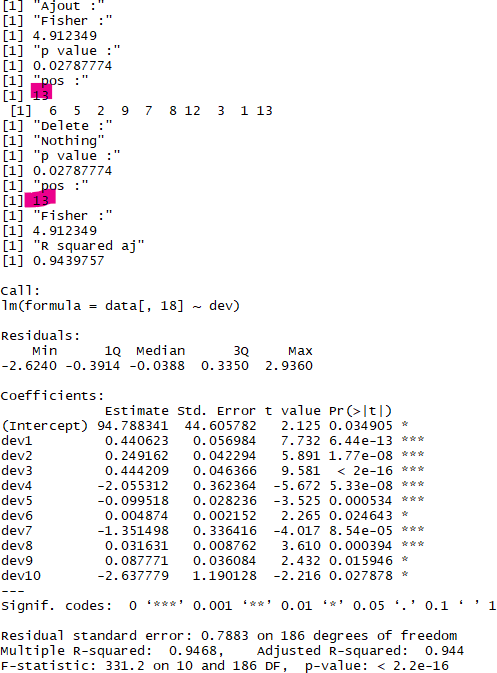 [1] "Ajout :"
[1] "Fisher :"
[1] 4.912349
[1] "p value :"
[1] 0.02787774
[1] "pos :"
[1] 13
[1] 6 5 2 9 7 8 12 3 1 13
[1] "Delete :"
[1] "Nothing"
[1] "p value :"
[1] 0.02787774
[1] "pos :"
[1] 13
[1] "Fisher :"
[1] 4.912349
[1] "R squared aj"
[1] 0.9439757
Call:
lm(formula = data[, 18] ~ dev)
Residuals:
Min 1Q Median 3Q Max
-2.6240 -0.3914 -0.0388 0.3350 2.9360
Coefficients:
Estimate Std. Error t value Pr(>|t|)
(Intercept) 94.788341 44.605782 2.125 0.034905 *
dev1 0.440623 0.056984 7.732 6.44e-13 ***
dev2 0.249162 0.042294 5.891 1.77e-08 ***
dev3 0.444209 0.046366 9.581 < 2e-16 ***
dev4 -2.055312 0.362364 -5.672 5.33e-08 ***
dev5 -0.099518 0.028236 -3.525 0.000534 ***
dev6 0.004874 0.002152 2.265 0.024643 *
dev7 -1.351498 0.336416 -4.017 8.54e-05 ***
dev8 0.031631 0.008762 3.610 0.000394 ***
dev9 0.087771 0.036084 2.432 0.015946 *
dev10 -2.637779 1.190128 -2.216 0.027878 *
---
Signif. codes: 0 ‘***’ 0.001 ‘**’ 0.01 ‘*’ 0.05 ‘.’ 0.1 ‘ ’ 1
Residual standard error: 0.7883 on 186 degrees of freedom
Multiple R-squared: 0.9468, Adjusted R-squared: 0.944
F-statistic: 331.2 on 10 and 186 DF, p-value: < 2.2e-16